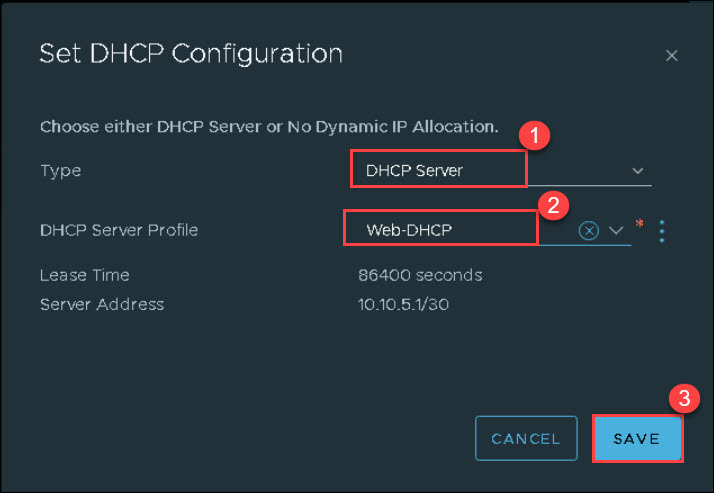 Set DHCP Configuration
Choose either DHCP Server or No Dynamic IP Allocation.
1
Type DHCP Server
2
DHCP Server Profile Web-DHCP *
Lease Time 86400 seconds
Server Address 10.10.5.1/30
3
CANCEL SAVE